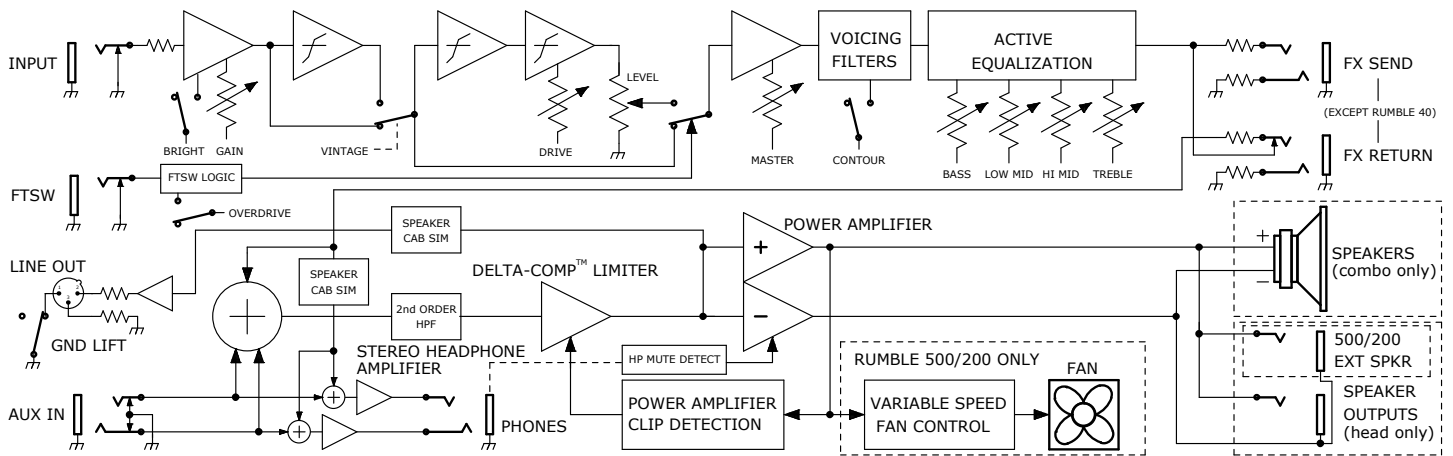 INPUT
BRIGHT
GAIN
VINTAGE
DRIVE
LEVEL
MASTER
VOICING
FILTERS
CONTOUR
ACTIVE
EQUALIZATION
BASS
LOW MID
HI MID
TREBLE
FX SEND
(EXCEPT RUMBLE 40)
FX RETURN
FTSW
FTSW LOGIC
OVERDRIVE
SPEAKER
CAB SIM
POWER AMPLIFIER
LINE OUT
1
2
3
GND LIFT
SPEAKER
CAB SIM
DELTA-COMP™ LIMITER
2nd ORDER
HPF
+
−
+
−
SPEAKERS
(combo only)
STEREO HEADPHONE
AMPLIFIER
HP MUTE DETECT
RUMBLE 500/200 ONLY
FAN
500/200
EXT SPKR
AUX IN
PHONES
POWER AMPLIFIER
CLIP DETECTION
VARIABLE SPEED
FAN CONTROL
SPEAKER
OUTPUTS
(head only)